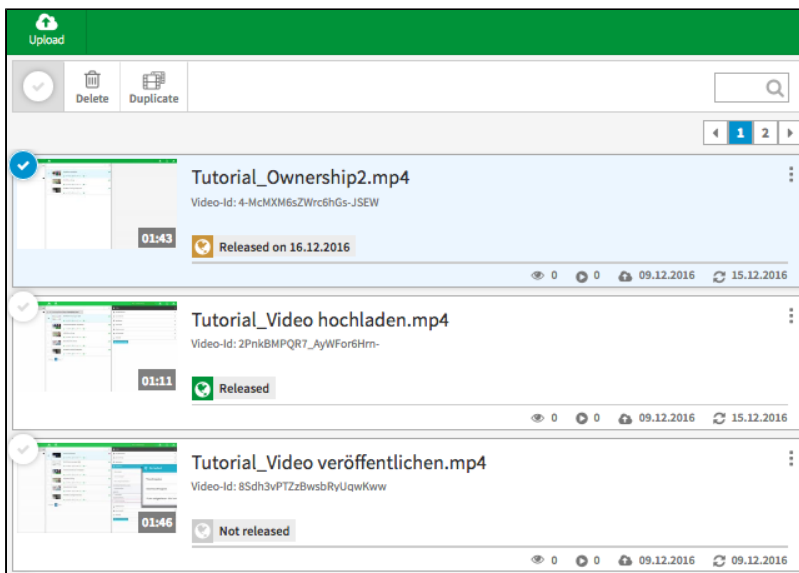 Upload
Delete
Duplicate
1 2
Tutorial_Ownership2.mp4
Video-Id: 4-McMXM6sZWrc6hGs-JSEW
01:43
Released on 16.12.2016
0 0 09.12.2016 15.12.2016
Tutorial_Video hochladen.mp4
Video-Id: 2PnkBMPQR7_AyWFor6Hrn-
01:11
Released
0 0 09.12.2016 15.12.2016
Tutorial_Video veröffentlichen.mp4
Video-Id: 8Sdh3vPTZzBwsbRyUqwKww
01:46
Not released
0 0 09.12.2016 09.12.2016